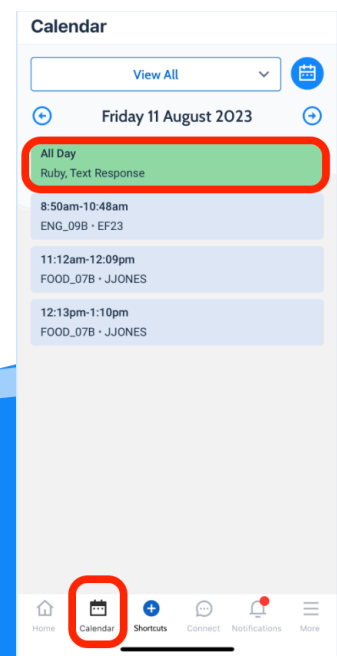 Calendar
View All
Friday 11 August 2023
All Day
Ruby, Text Response
8:50am-10:48am
ENG_09B • EF23
11:12am-12:09pm
FOOD_07B • JJONES
12:13pm-1:10pm
FOOD_07B • JJONES
Home Calendar Shortcuts Connect Notifications More